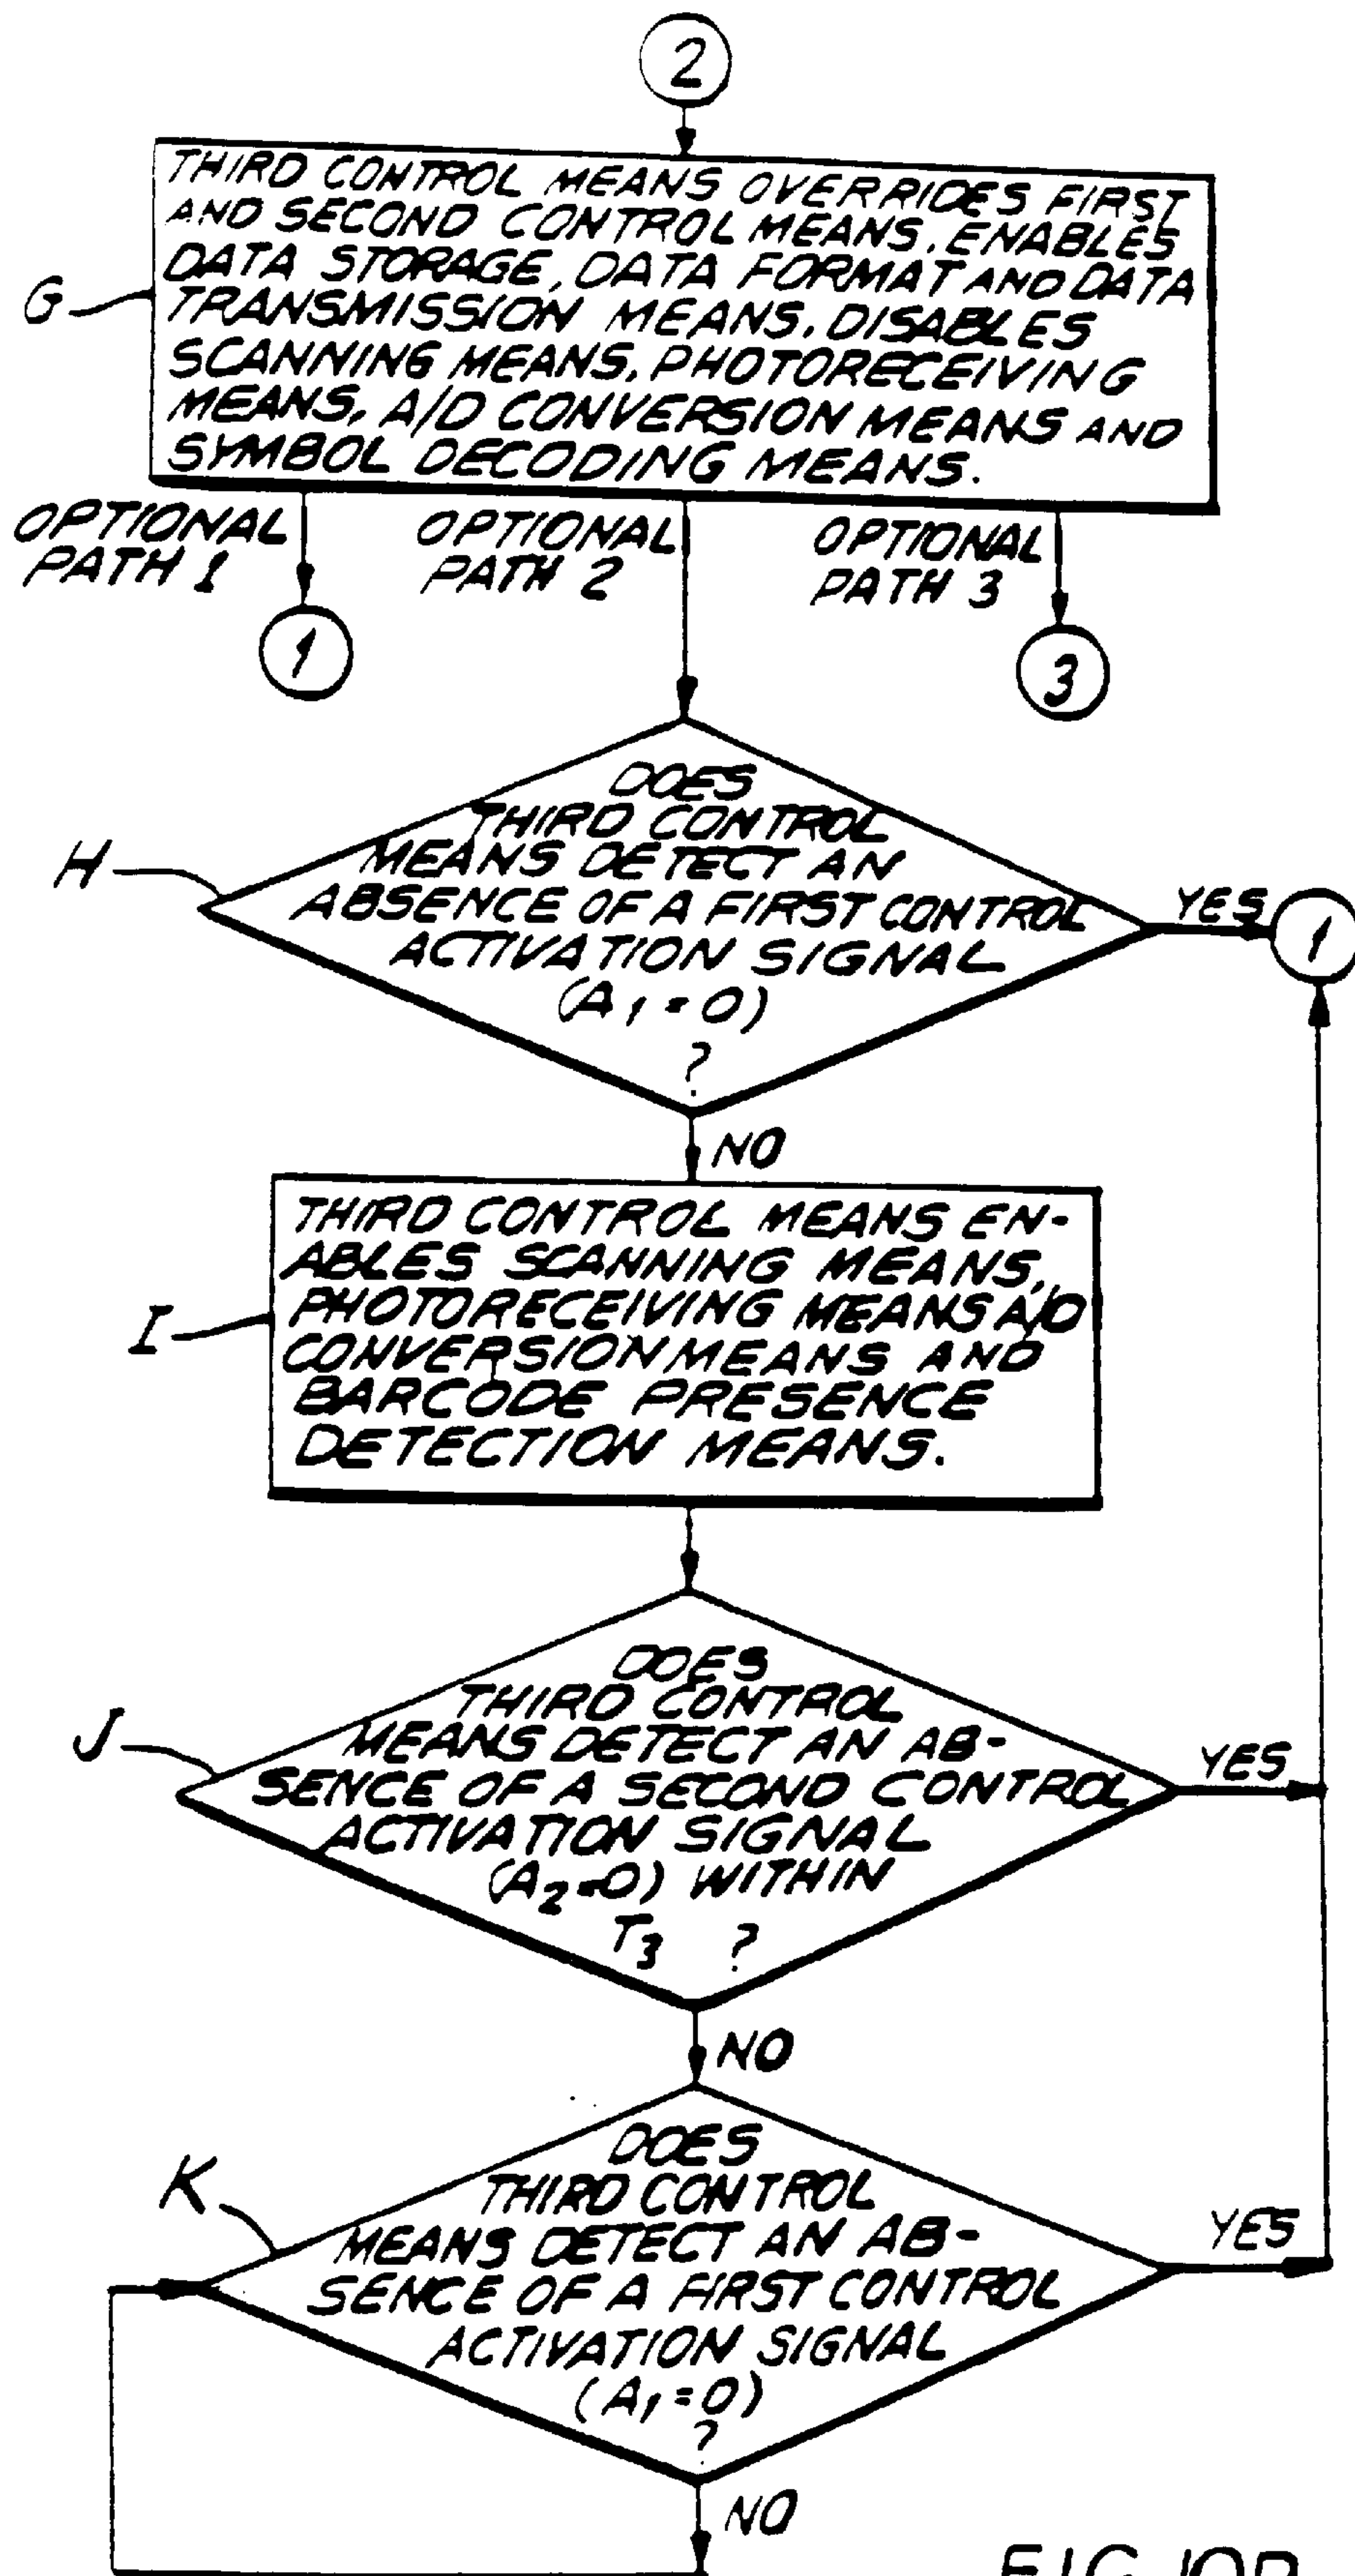 2
THIRD CONTROL MEANS OVERRIDES FIRST
AND SECOND CONTROL MEANS, ENABLES
DATA STORAGE, DATA FORMAT AND DATA
TRANSMISSION MEANS, DISABLES
SCANNING MEANS, PHOTORECEIVING
MEANS, A/D CONVERSION MEANS AND
SYMBOL DECODING MEANS.
G
OPTIONAL
PATH 1
OPTIONAL
PATH 2
OPTIONAL
PATH 3
1
3
DOES
THIRD CONTROL
MEANS DETECT AN
ABSENCE OF A FIRST CONTROL
ACTIVATION SIGNAL
(A1=0)
?
H
YES
1
NO
THIRD CONTROL MEANS EN-
ABLES SCANNING MEANS,
PHOTORECEIVING MEANS A/D
CONVERSION MEANS AND
BARCODE PRESENCE
DETECTION MEANS.
I
DOES
THIRD CONTROL
MEANS DETECT AN AB-
SENCE OF A SECOND CONTROL
ACTIVATION SIGNAL
(A2=0) WITHIN
T3 ?
J
YES
NO
DOES
THIRD CONTROL
MEANS DETECT AN AB-
SENCE OF A FIRST CONTROL
ACTIVATION SIGNAL
(A1=0)
?
K
YES
NO